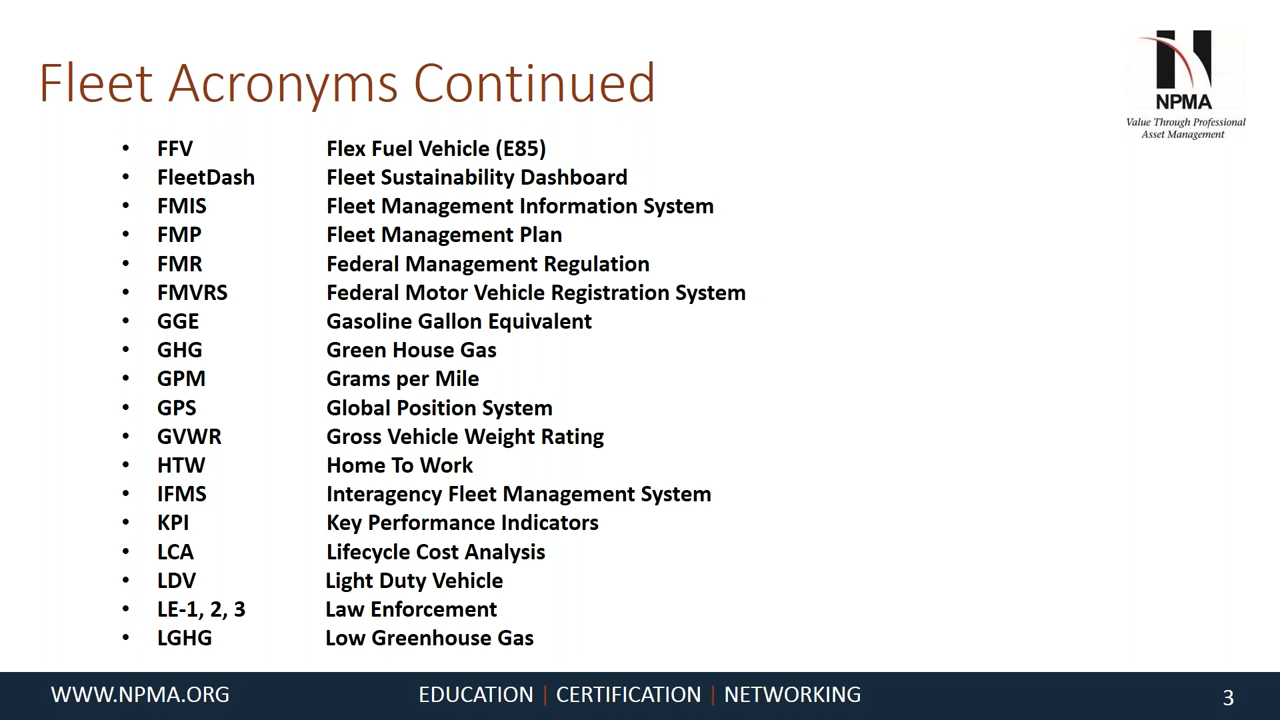 Fleet Acronyms Continued
NPMA
Value Through Professional
Asset Management
• FFV Flex Fuel Vehicle (E85)
• FleetDash Fleet Sustainability Dashboard
• FMIS Fleet Management Information System
• FMP Fleet Management Plan
• FMR Federal Management Regulation
• FMVRS Federal Motor Vehicle Registration System
• GGE Gasoline Gallon Equivalent
• GHG Green House Gas
• GPM Grams per Mile
• GPS Global Position System
• GVWR Gross Vehicle Weight Rating
• HTW Home To Work
• IFMS Interagency Fleet Management System
• KPI Key Performance Indicators
• LCA Lifecycle Cost Analysis
• LDV Light Duty Vehicle
• LE-1, 2, 3 Law Enforcement
• LGHG Low Greenhouse Gas
WWW.NPMA.ORG EDUCATION | CERTIFICATION | NETWORKING 3